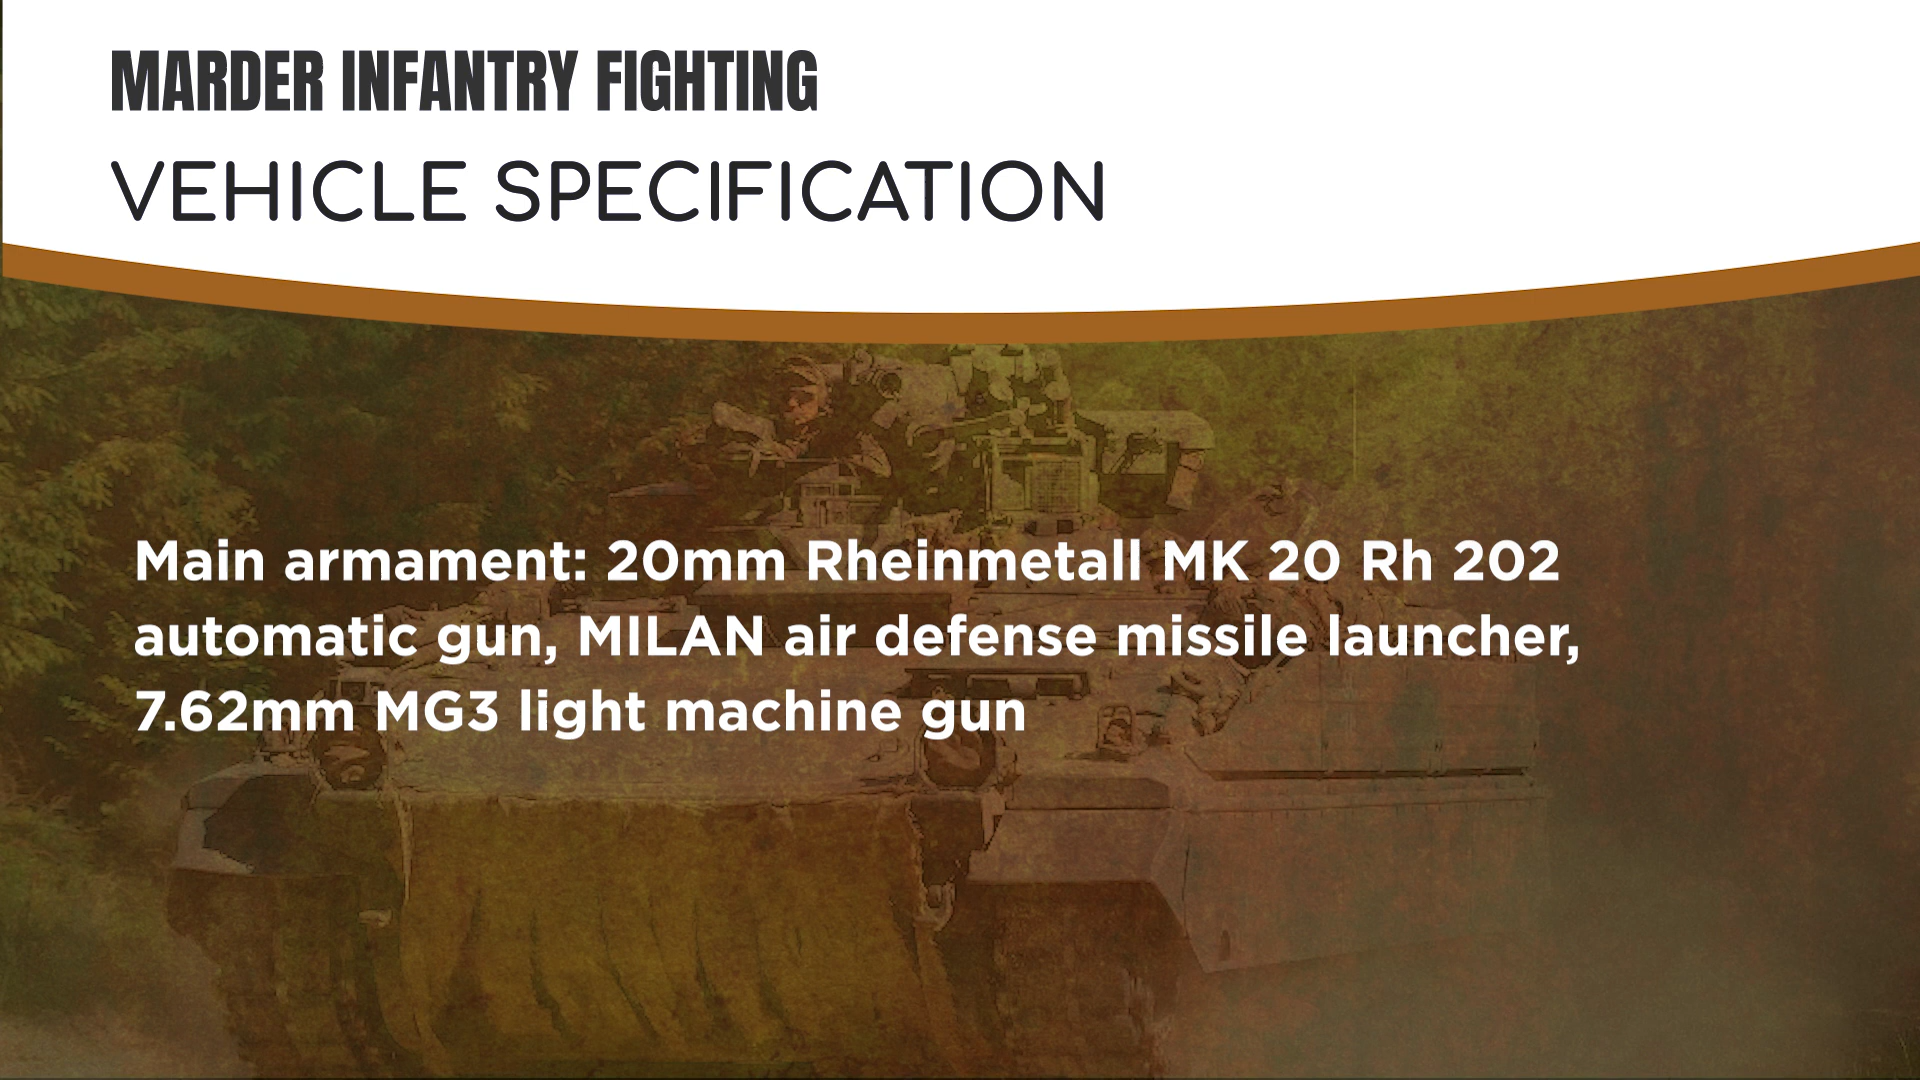 MARDER INFANTRY FIGHTING
VEHICLE SPECIFICATION
Main armament: 20mm Rheinmetall MK 20 Rh 202
automatic gun, MILAN air defense missile launcher,
7.62mm MG3 light machine gun